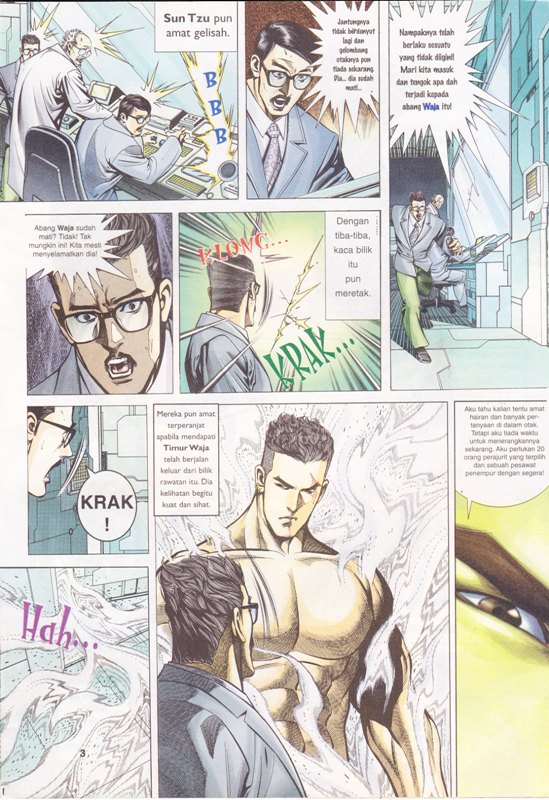 Sun Tzu pun
amat gelisah.
B
B
B
Jantungnya
tidak berdenyut
lagi dan
gelombang
otaknya pun
tiada sekarang.
Dia... dia sudah
mati...
Nampaknya telah
berlaku sesuatu
yang tidak diigini!
Mari kita masuk
dan tengok apa dah
terjadi kepada
abang Waja itu!
Abang Waja sudah
mati? Tidak! Tak
mungkin ini! Kita mesti
menyelamatkan dia!
KLONG...
KRAK...
Dengan
tiba-tiba,
kaca bilik
itu
pun
meretak.
KRAK
!
Mereka pun amat
terperanjat
apabila mendapati
Timur Waja
telah berjalan
keluar dari bilik
rawatan itu. Dia
kelihatan begitu
kuat dan sihat.
Aku tahu kalian tentu amat
hairan dan banyak per-
tanyaan di dalam otak.
Tetapi aku tiada waktu
untuk menerangkannya
sekarang. Aku perlukan 20
orang perajurit yang terpilih
dan sebuah pesawat
penempur dengan segera!
Hah...
3